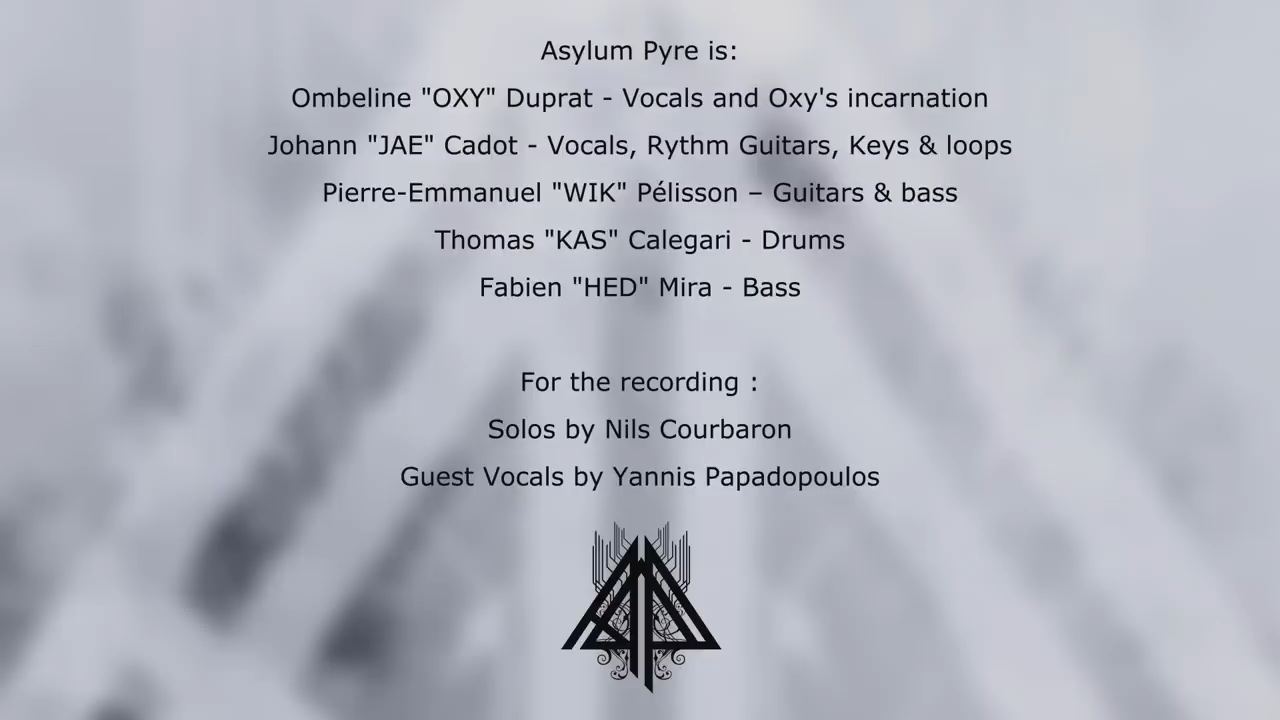 Asylum Pyre is:
Ombeline "OXY" Duprat - Vocals and Oxy's incarnation
Johann "JAE" Cadot - Vocals, Rythm Guitars, Keys & loops
Pierre-Emmanuel "WIK" Pélisson – Guitars & bass
Thomas "KAS" Calegari - Drums
Fabien "HED" Mira - Bass
For the recording :
Solos by Nils Courbaron
Guest Vocals by Yannis Papadopoulos